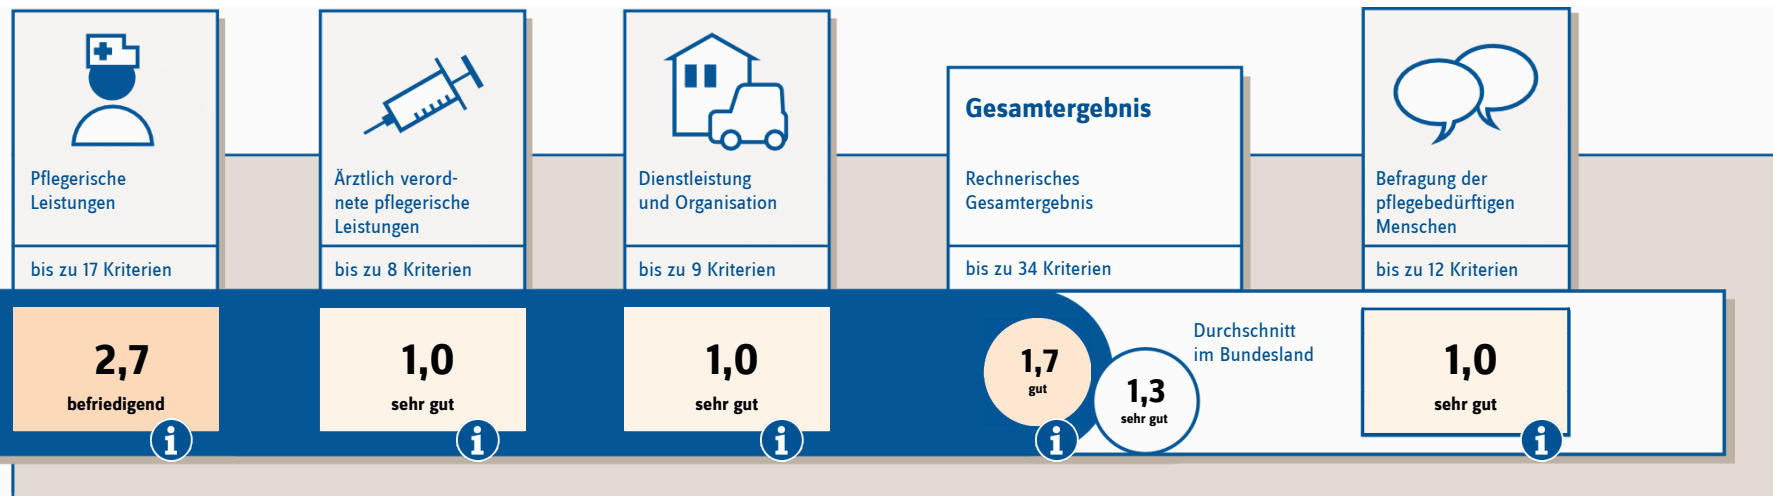 Pflegerische
Leistungen
bis zu 17 Kriterien
2,7
befriedigend
Ärztlich verord-
nete pflegerische
Leistungen
bis zu 8 Kriterien
1,0
sehr gut
Dienstleistung
und Organisation
bis zu 9 Kriterien
1,0
sehr gut
Gesamtergebnis
Rechnerisches
Gesamtergebnis
bis zu 34 Kriterien
1,7
gut
Durchschnitt
im Bundesland
1,3
sehr gut
Befragung der
pflegebedürftigen
Menschen
bis zu 12 Kriterien
1,0
sehr gut